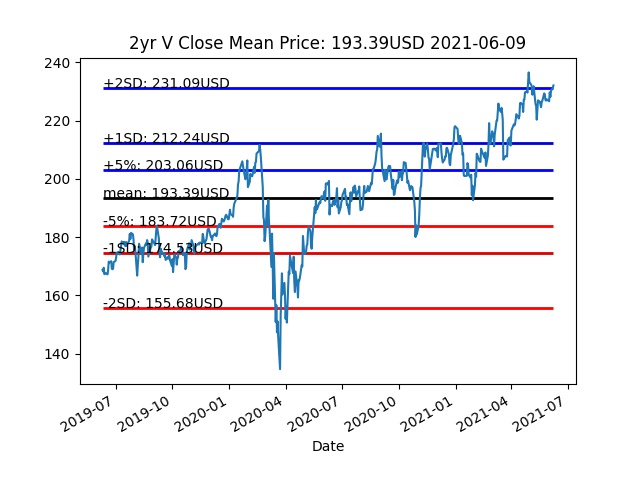 2yr V Close Mean Price: 193.39USD 2021-06-09
240
+2SD: 231.09USD
220
+1SD: 212.24USD
+5%: 203.06USD
200
mean: 193.39USD
-5%: 183.72USD
180
-1SD: 174.53USD
160
-2SD: 155.68USD
140
2019-07
2019-10
2020-01
2020-04
2020-07
2020-10
2021-01
2021-04
2021-07
Date